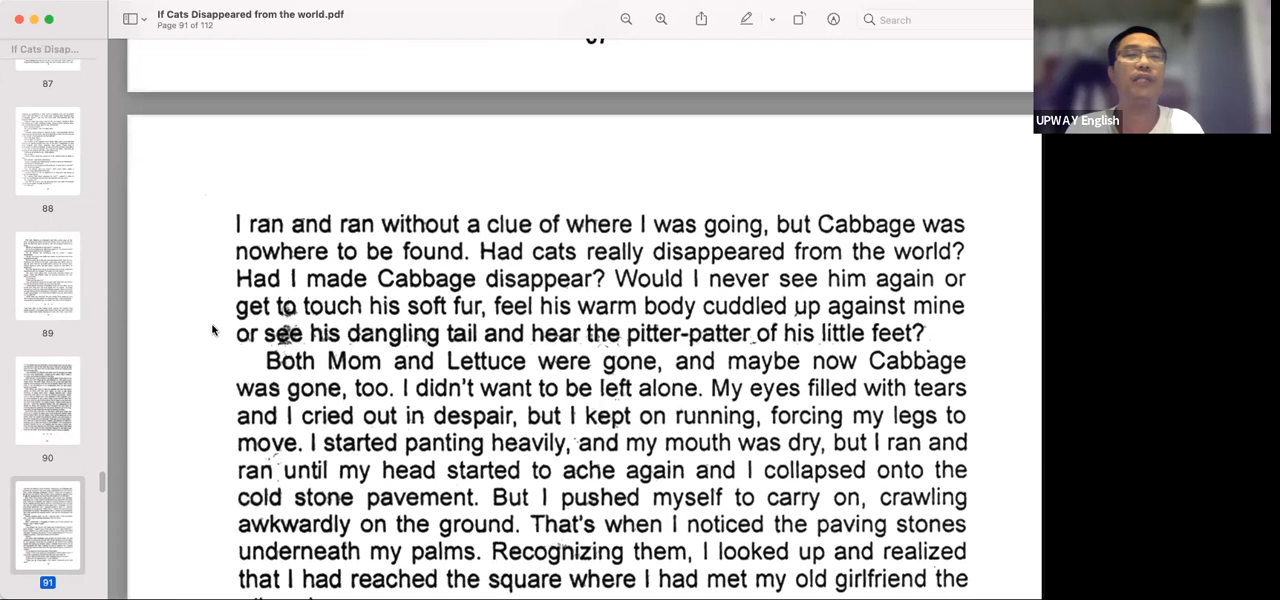 If Cats Disappeared from the world.pdf
Page 91 of 112
Search
If Cats Disap...
87
88
89
90
91
UPWAY English
I ran and ran without a clue of where I was going, but Cabbage was
nowhere to be found. Had cats really disappeared from the world?
Had I made Cabbage disappear? Would I never see him again or
get to touch his soft fur, feel his warm body cuddled up against mine
or see his dangling tail and hear the pitter-patter of his little feet?
Both Mom and Lettuce were gone, and maybe now Cabbage
was gone, too. I didn't want to be left alone. My eyes filled with tears
and I cried out in despair, but I kept on running, forcing my legs to
move. I started panting heavily, and my mouth was dry, but I ran and
ran until my head started to ache again and I collapsed onto the
cold stone pavement. But I pushed myself to carry on, crawling
awkwardly on the ground. That's when I noticed the paving stones
underneath my palms. Recognizing them, I looked up and realized
that I had reached the square where I had met my old girlfriend the